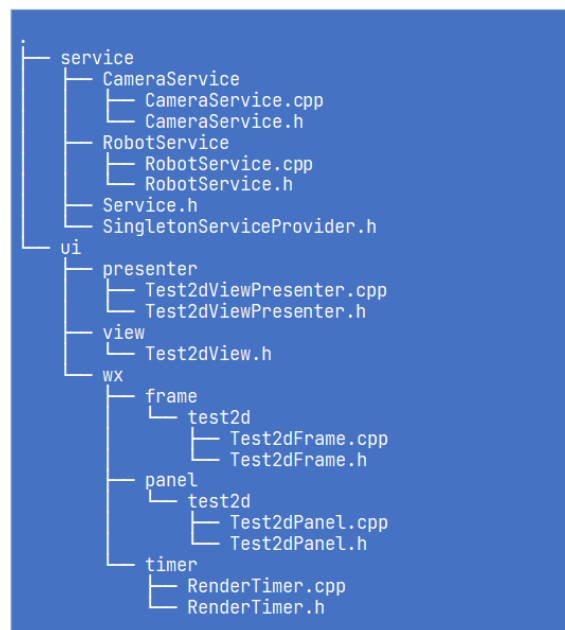 .
├── service
│   ├── CameraService
│   │   ├── CameraService.cpp
│   │   └── CameraService.h
│   ├── RobotService
│   │   ├── RobotService.cpp
│   │   └── RobotService.h
│   ├── Service.h
│   └── SingletonServiceProvider.h
└── ui
    ├── presenter
    │   ├── Test2dViewPresenter.cpp
    │   └── Test2dViewPresenter.h
    ├── view
    │   └── Test2dView.h
    └── wx
        ├── frame
        │   └── test2d
        │       ├── Test2dFrame.cpp
        │       └── Test2dFrame.h
        ├── panel
        │   └── test2d
        │       ├── Test2dPanel.cpp
        │       └── Test2dPanel.h
        └── timer
            ├── RenderTimer.cpp
            └── RenderTimer.h